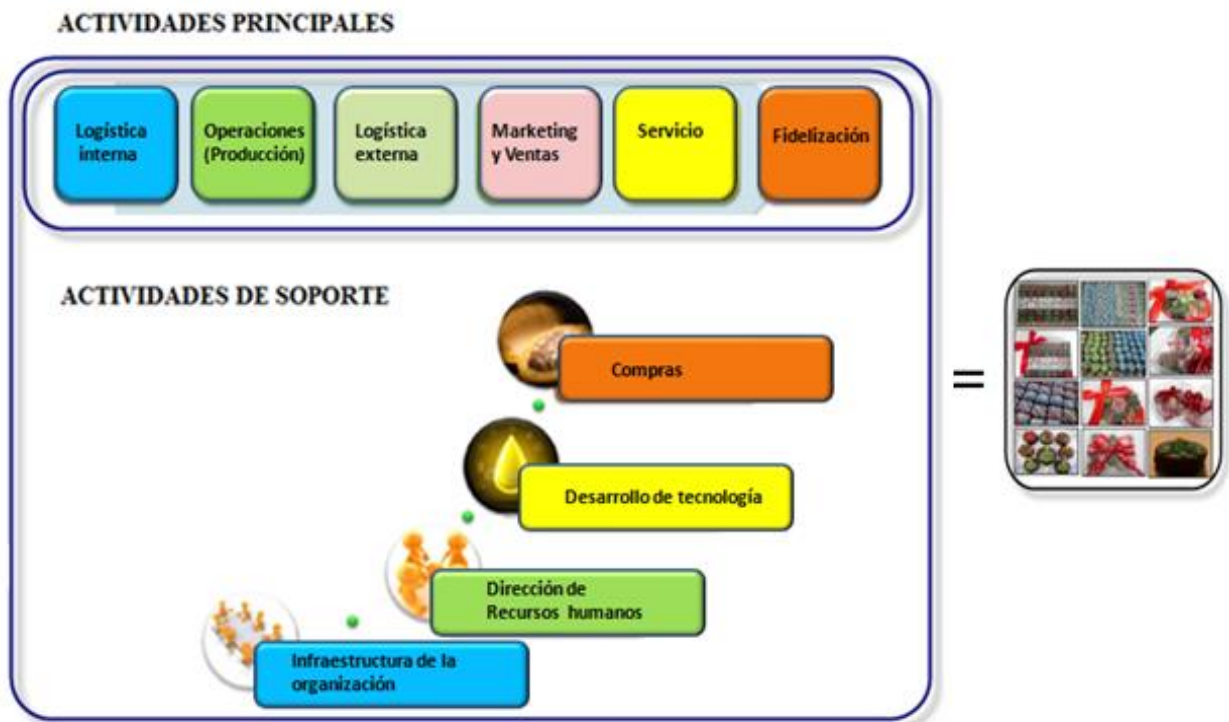 ACTIVIDADES PRINCIPALES
Logística
interna
Operaciones
(Producción)
Logística
externa
Marketing
y Ventas
Servicio
Fidelización
ACTIVIDADES DE SOPORTE
Compras
=
Desarrollo de tecnología
Dirección de
Recursos humanos
Infraestructura de la
organización